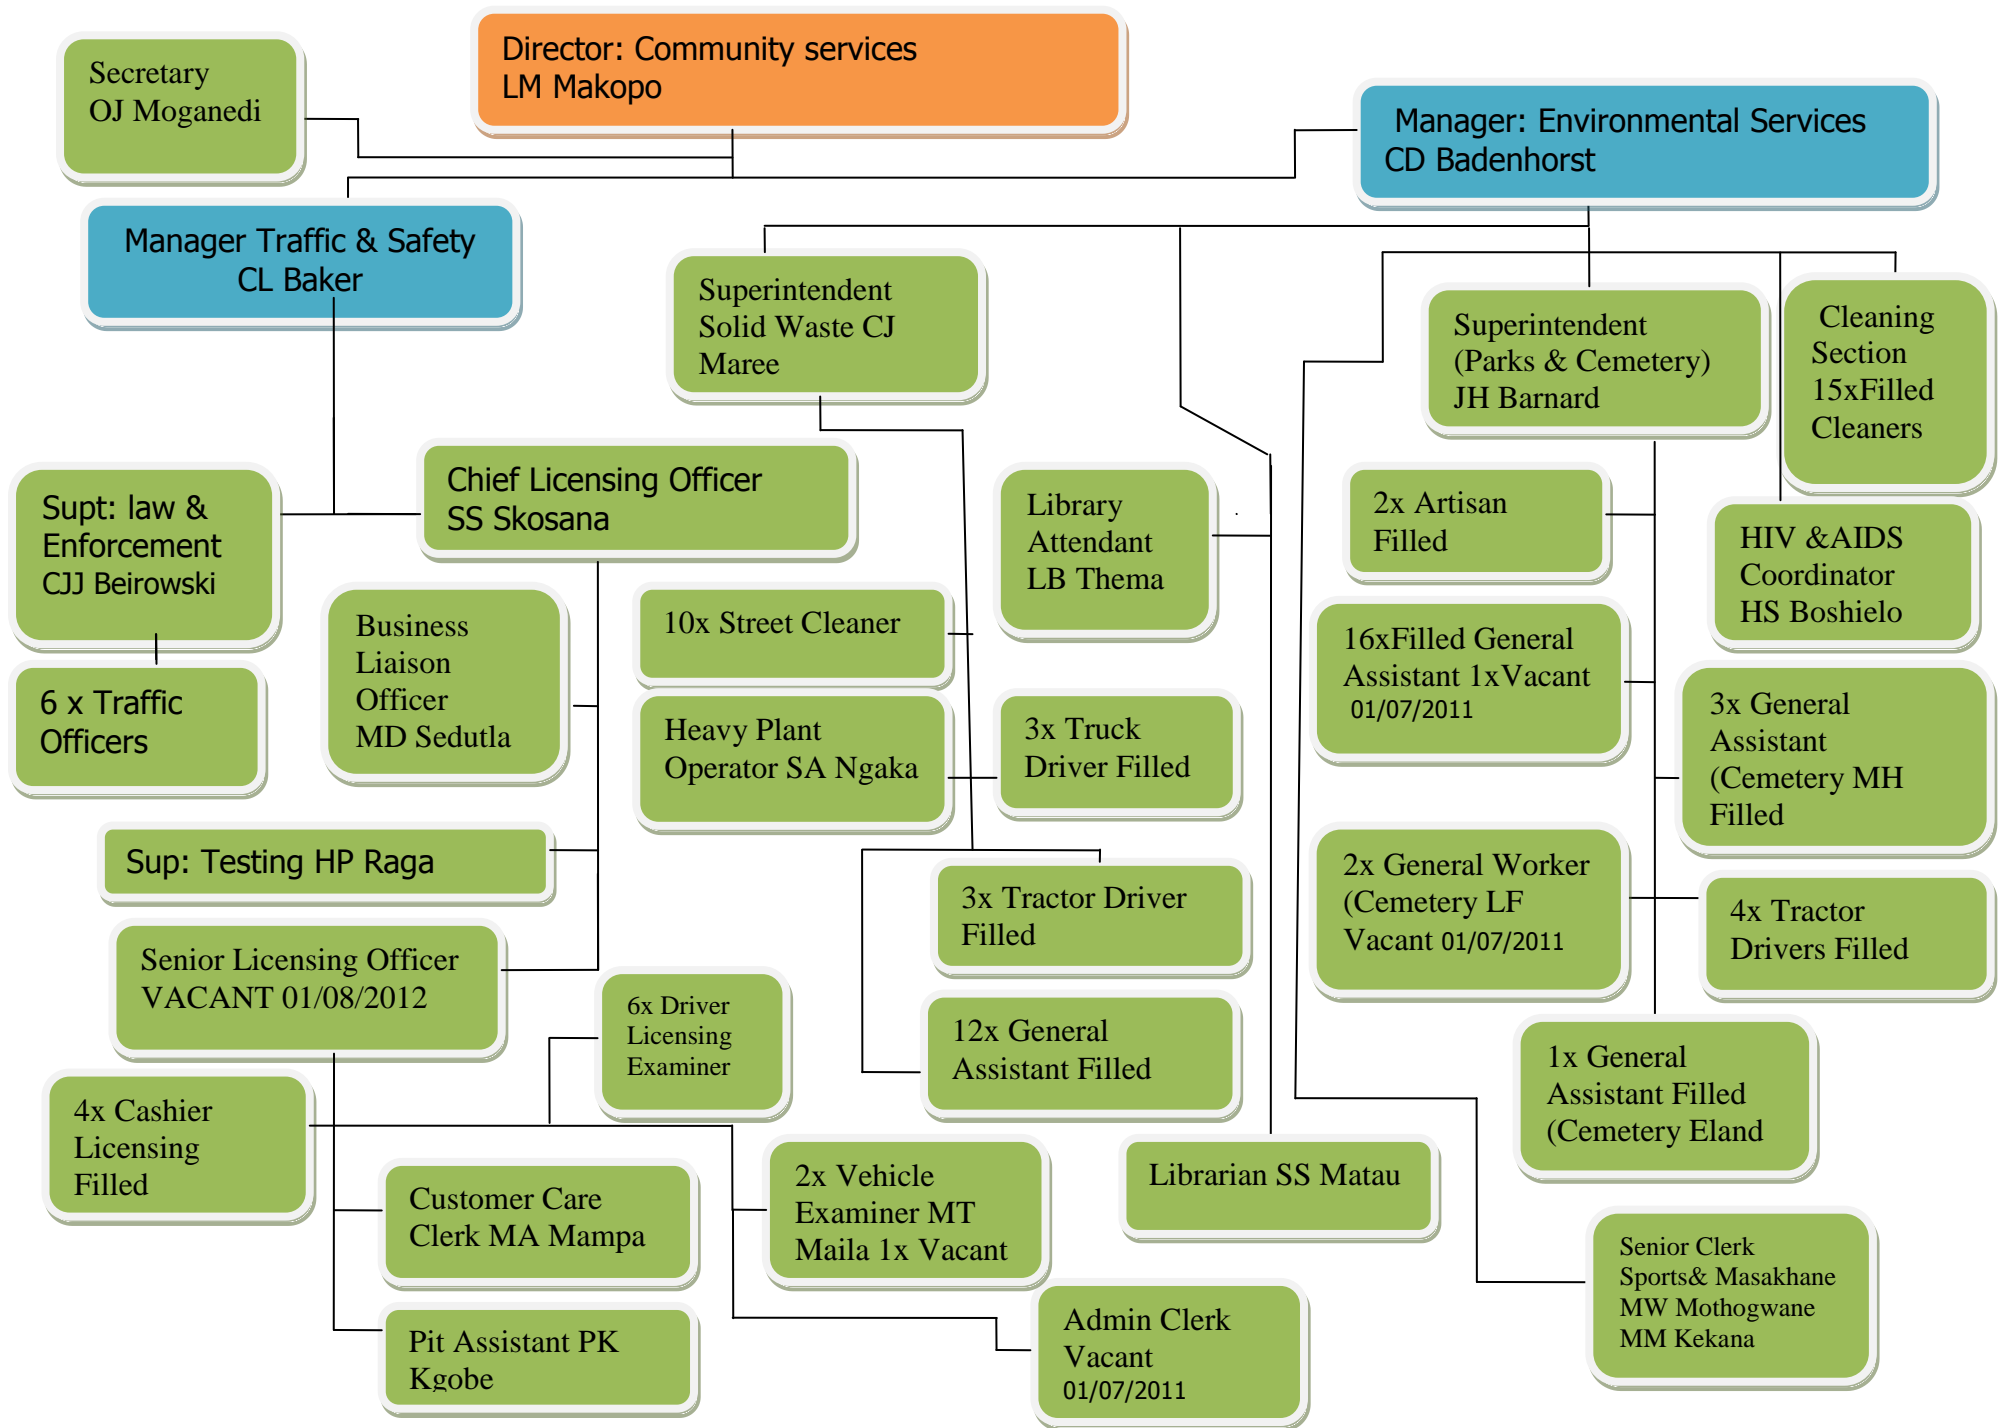 Director: Community services
LM Makopo
Secretary
OJ Moganedi
Manager: Environmental Services
CD Badenhorst
Manager Traffic & Safety
CL Baker
Superintendent
Solid Waste CJ
Maree
Superintendent
(Parks & Cemetery)
JH Barnard
Cleaning
Section
15xFilled
Cleaners
Supt: law &
Enforcement
CJJ Beirowski
Chief Licensing Officer
SS Skosana
Library
Attendant
LB Thema
2x Artisan
Filled
HIV &AIDS
Coordinator
HS Boshielo
6 x Traffic
Officers
Business
Liaison
Officer
MD Sedutla
10x Street Cleaner
Heavy Plant
Operator SA Ngaka
3x Truck
Driver Filled
16xFilled General
Assistant 1xVacant
01/07/2011
3x General
Assistant
(Cemetery MH
Filled
Sup: Testing HP Raga
3x Tractor Driver
Filled
2x General Worker
(Cemetery LF
Vacant 01/07/2011
4x Tractor
Drivers Filled
Senior Licensing Officer
VACANT 01/08/2012
6x Driver
Licensing
Examiner
12x General
Assistant Filled
1x General
Assistant Filled
(Cemetery Eland
4x Cashier
Licensing
Filled
Customer Care
Clerk MA Mampa
2x Vehicle
Examiner MT
Maila 1x Vacant
Librarian SS Matau
Senior Clerk
Sports& Masakhane
MW Mothogwane
MM Kekana
Pit Assistant PK
Kgobe
Admin Clerk
Vacant
01/07/2011